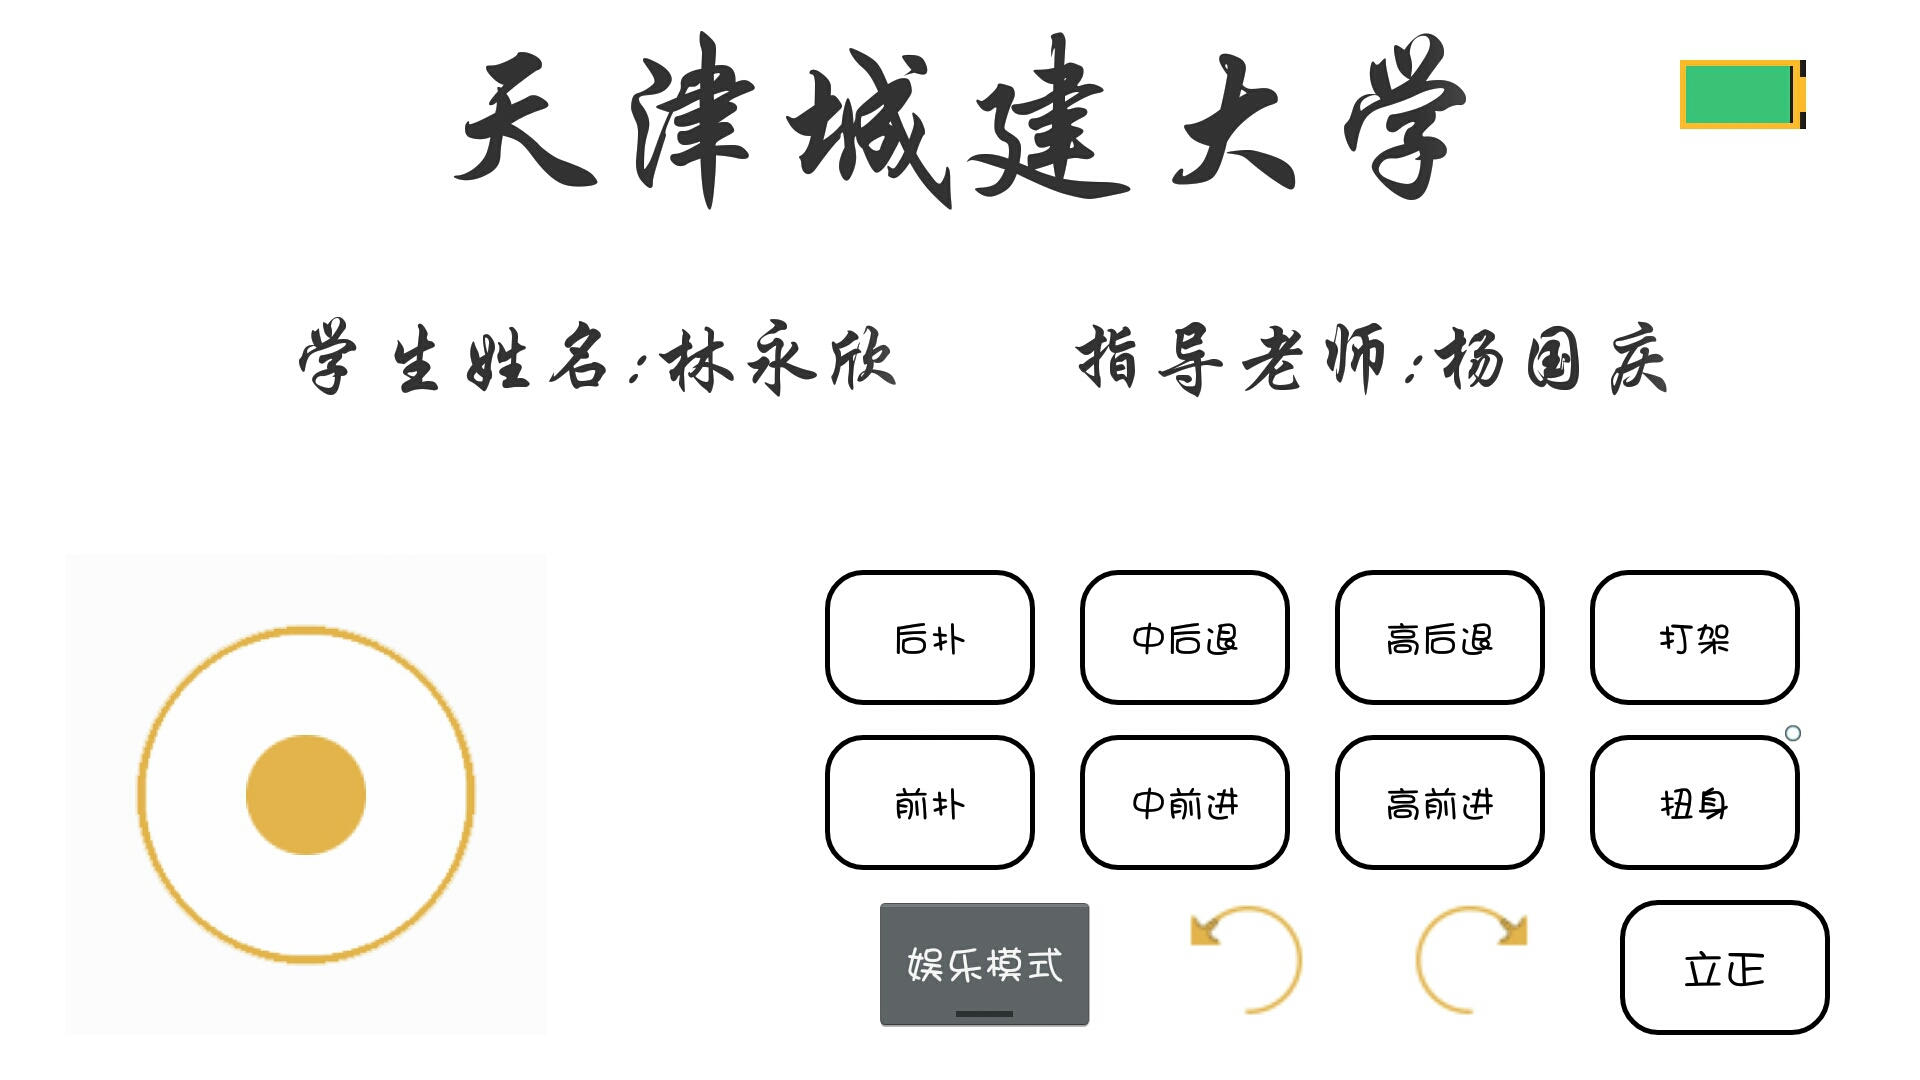 天津城建大学
学生姓名:林永欣 指导老师:杨国庆
后扑 中后退 高后退 打架
前扑 中前进 高前进 扭身
娱乐模式 立正